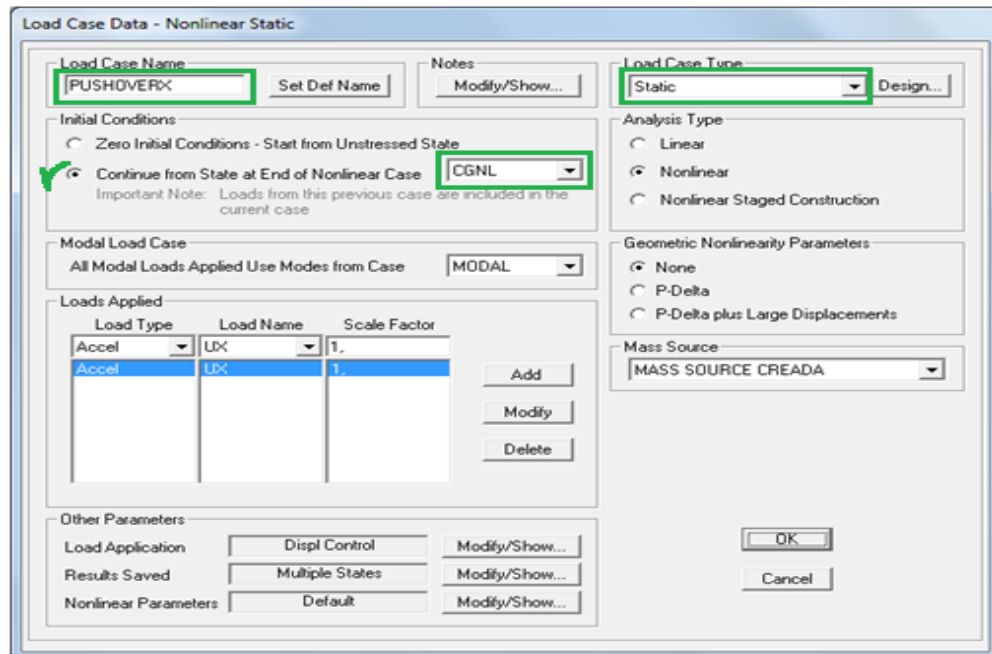 Load Case Data - Nonlinear Static
Load Case Name
PUSHOVERX
Set Def Name
Notes
Modify/Show...
Load Case Type
Static
Design...
Initial Conditions
Zero Initial Conditions - Start from Unstressed State
Continue from State at End of Nonlinear Case
CGNL
Important Note: Loads from this previous case are included in the
current case
Analysis Type
Linear
Nonlinear
Nonlinear Staged Construction
Modal Load Case
All Modal Loads Applied Use Modes from Case
MODAL
Geometric Nonlinearity Parameters
None
P-Delta
P-Delta plus Large Displacements
Loads Applied
Load Type Load Name Scale Factor
Accel UX 1,
Accel UX 1,
Add
Modify
Delete
Mass Source
MASS SOURCE CREADA
Other Parameters
Load Application Displ Control Modify/Show...
Results Saved Multiple States Modify/Show...
Nonlinear Parameters Default Modify/Show...
OK
Cancel